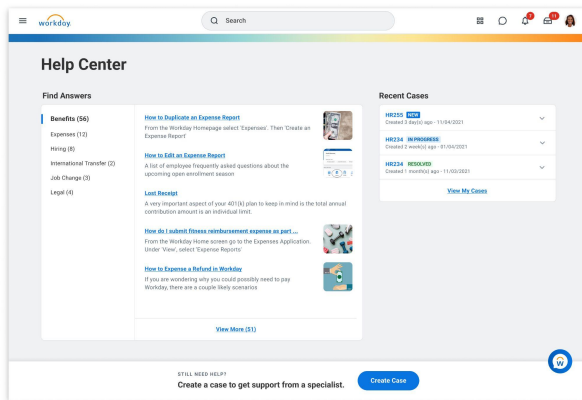 workday.
Search
Help Center
Find Answers
Benefits (56)
Expenses (12)
Hiring (8)
International Transfer (2)
Job Change (3)
Legal (4)
How to Duplicate an Expense Report
From the Workday Homepage select 'Expenses'. Then 'Create an
Expense Report'
How to Edit an Expense Report
A list of employee frequently asked questions about the
upcoming open enrollment season
Lost Receipt
A very important aspect of your 401(k) plan to keep in mind is the total annual
contribution amount is an individual limit.
How do I submit fitness reimbursement expense as part ...
From the Workday Home screen go to the Expenses Application.
Under 'View', select 'Expense Reports'
How to Expense a Refund in Workday
If you are wondering why you could possibly need to pay
Workday, there are a couple likely scenarios
View More (51)
Recent Cases
HR255 NEW
Created 3 day(s) ago - 11/04/2021
HR234 IN PROGRESS
Created 2 week(s) ago - 01/04/2021
HR234 RESOLVED
Created 1 month(s) ago - 11/03/2021
View My Cases
STILL NEED HELP?
Create a case to get support from a specialist.
Create Case
W